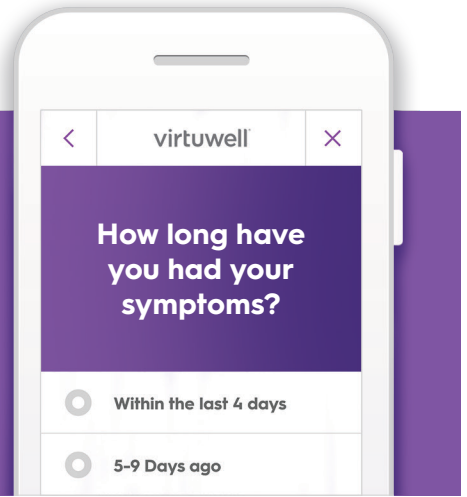 virtuwell
How long have
you had your
symptoms?
Within the last 4 days
5-9 Days ago